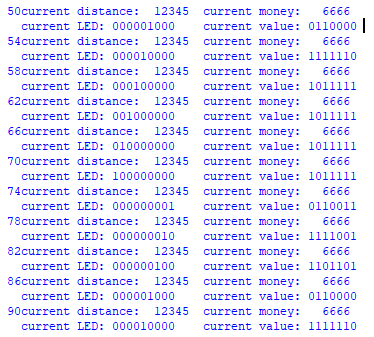 50current distance:  12345  current money:   6666
  current LED: 000001000    current value: 0110000
54current distance:  12345  current money:   6666
  current LED: 000010000    current value: 1111110
58current distance:  12345  current money:   6666
  current LED: 000100000    current value: 1011111
62current distance:  12345  current money:   6666
  current LED: 001000000    current value: 1011111
66current distance:  12345  current money:   6666
  current LED: 010000000    current value: 1011111
70current distance:  12345  current money:   6666
  current LED: 100000000    current value: 1011111
74current distance:  12345  current money:   6666
  current LED: 000000001    current value: 0110011
78current distance:  12345  current money:   6666
  current LED: 000000010    current value: 1111001
82current distance:  12345  current money:   6666
  current LED: 000000100    current value: 1101101
86current distance:  12345  current money:   6666
  current LED: 000001000    current value: 0110000
90current distance:  12345  current money:   6666
  current LED: 000010000    current value: 1111110